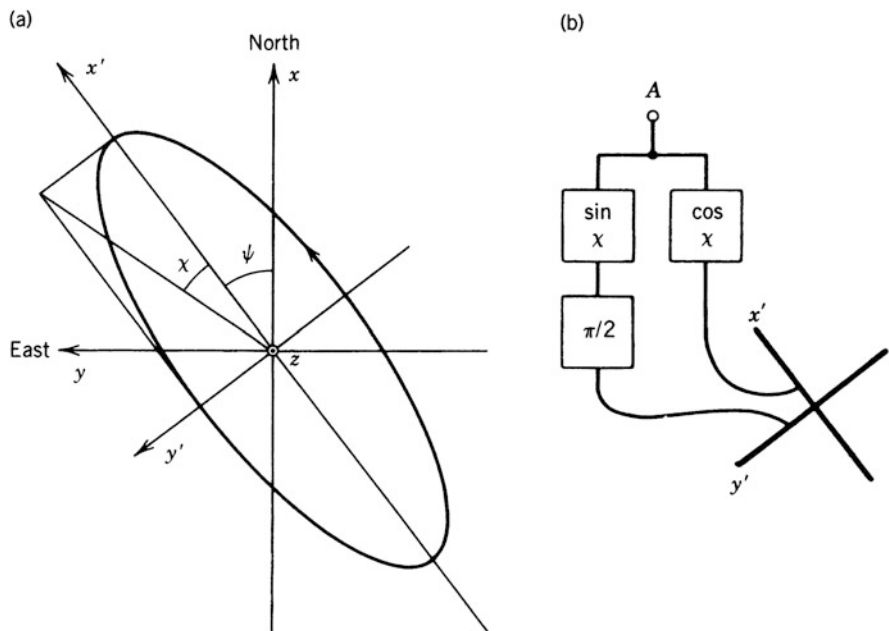 (a)
North
x
x′
χ
ψ
East
y
z
y′
(b)
A
sin
χ
cos
χ
π/2
x′
y′